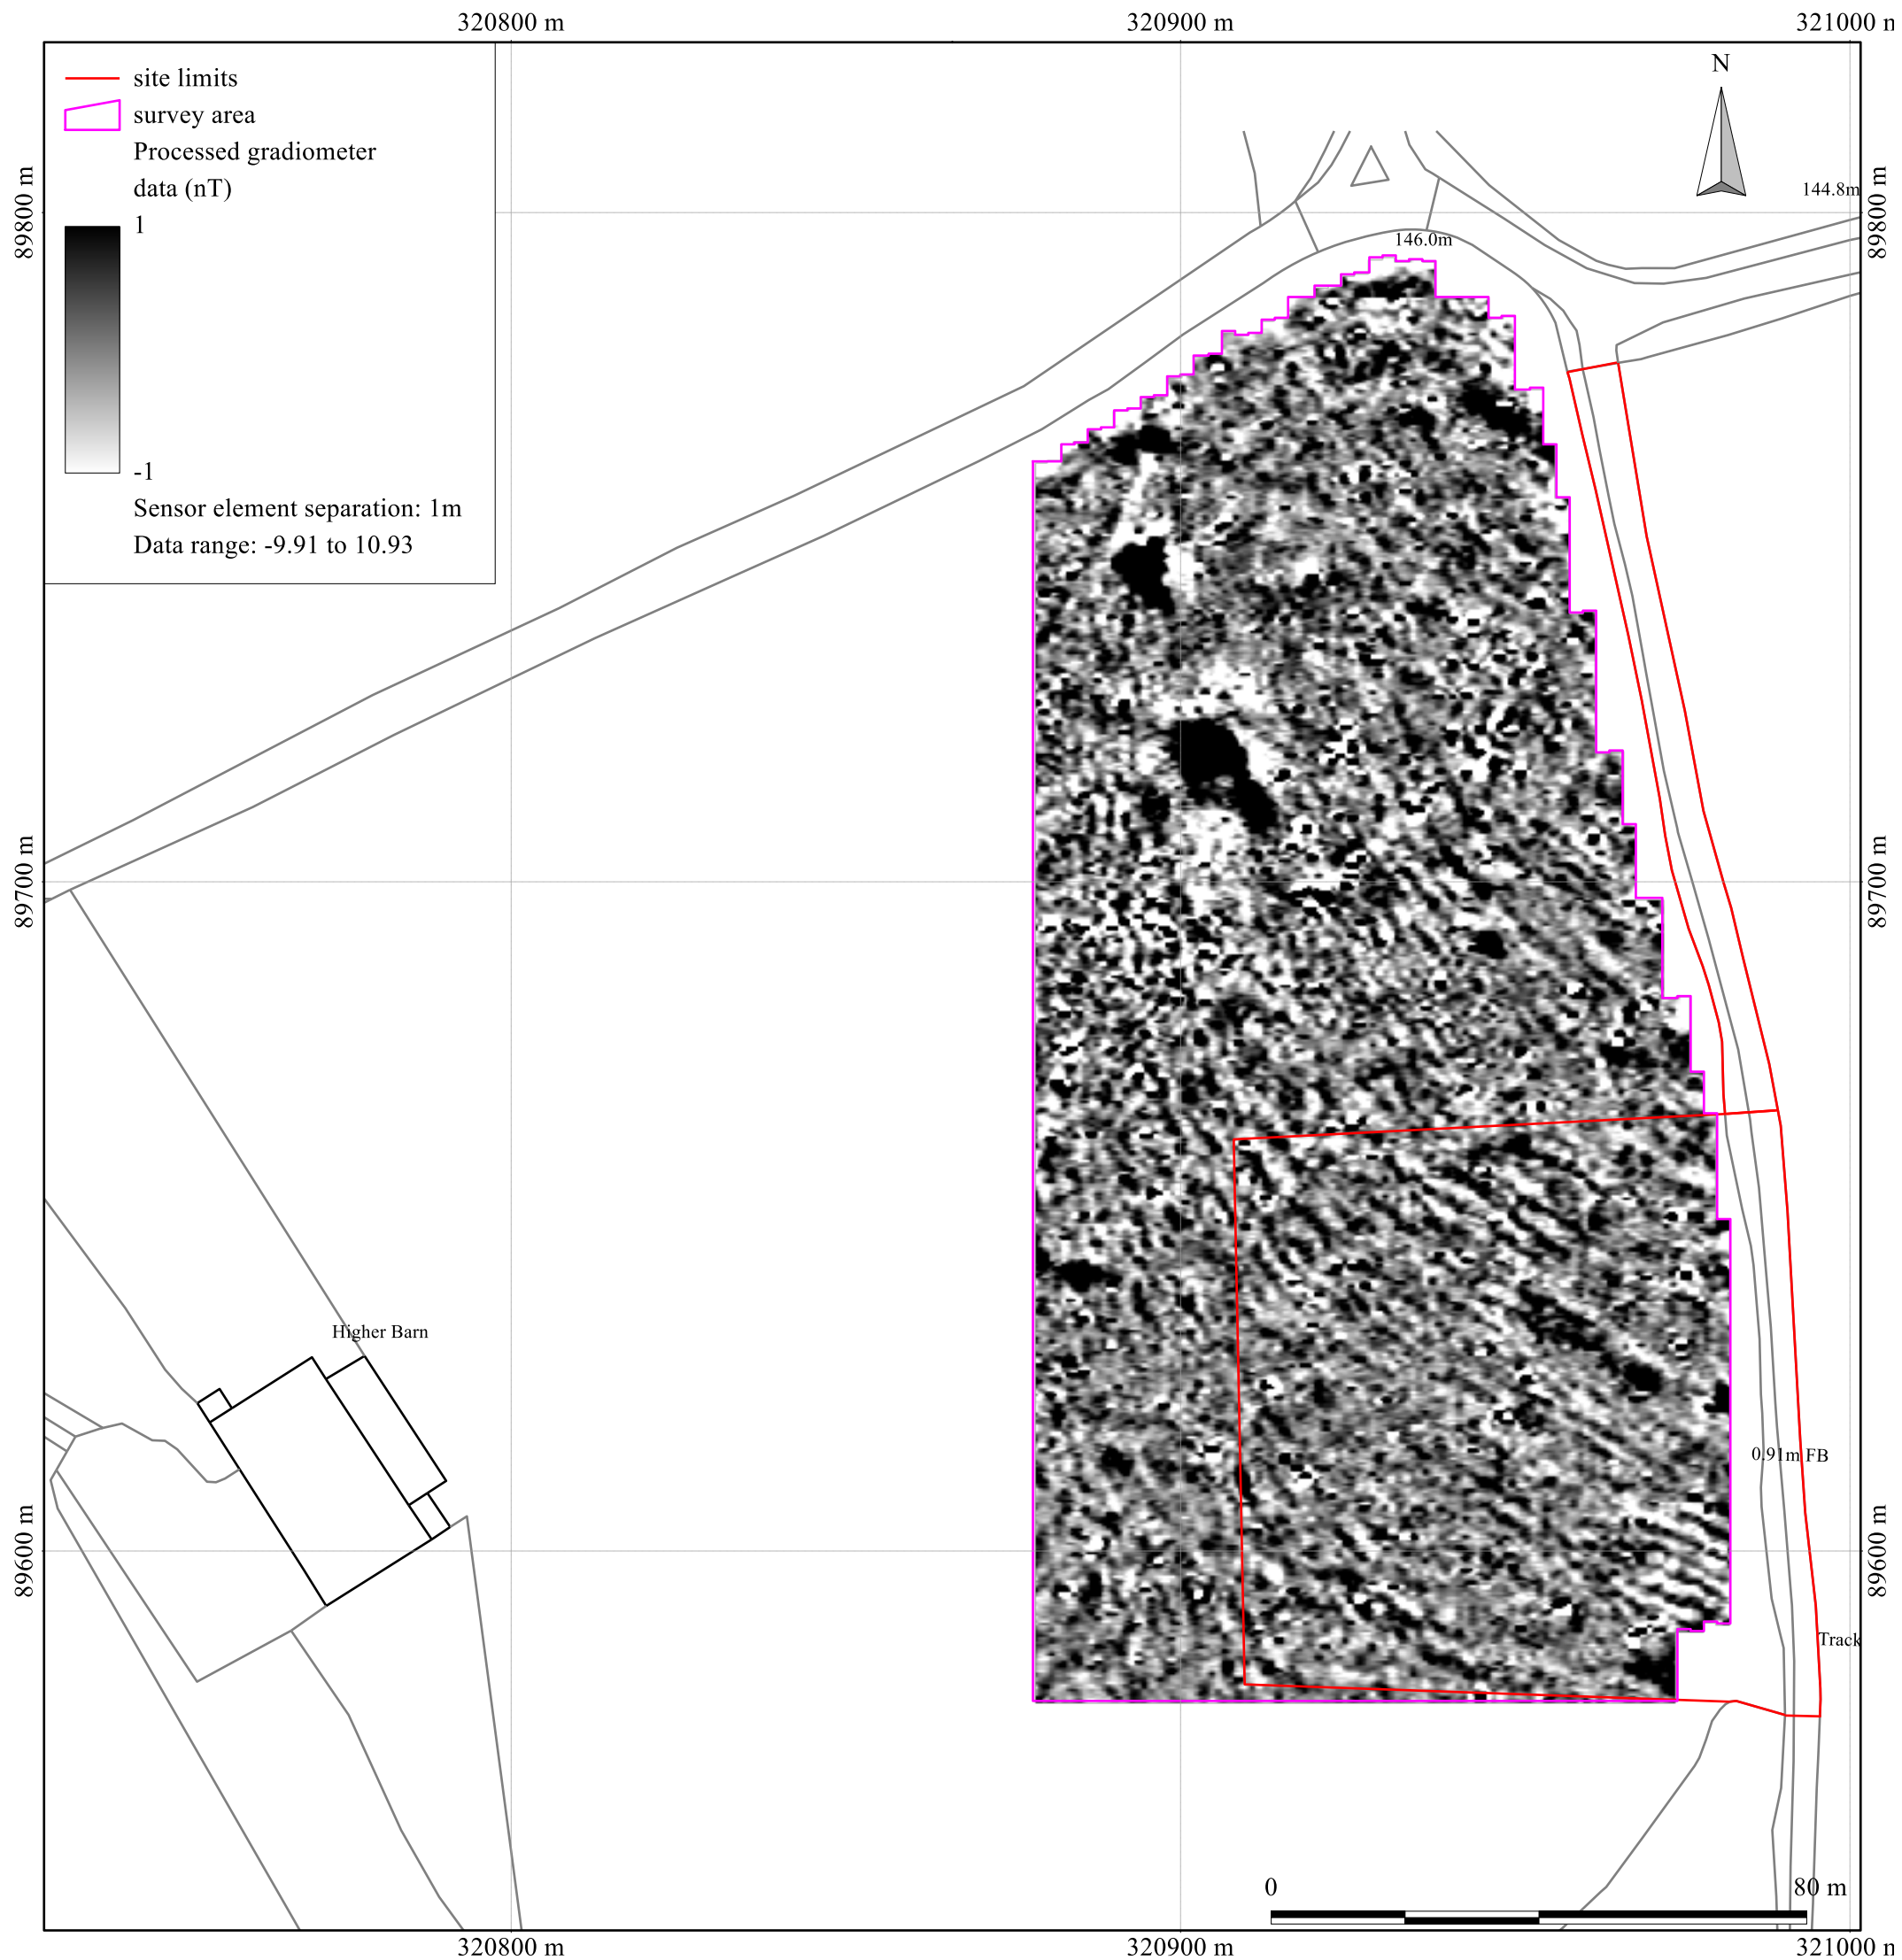 320800 m
320900 m
321000 m
site limits
survey area
Processed gradiometer
data (nT)
1
-1
Sensor element separation: 1m
Data range: -9.91 to 10.93
N
89800 m
144.8m
89800 m
146.0m
89700 m
89700 m
Higher Barn
0.91m FB
89600 m
89600 m
Track
0
80 m
320800 m
320900 m
321000 m